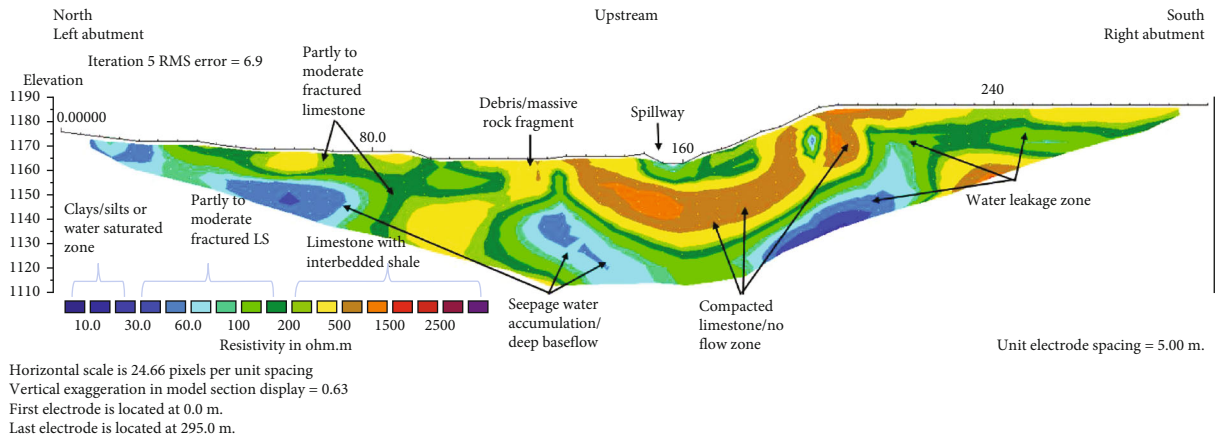 North
Left abutment
Upstream
South
Right abutment
Iteration 5 RMS error = 6.9
Partly to
moderate
fractured
limestone
Elevation
1190
1180
1170
1160
1150
1140
1130
1120
1110
0.00000
80.0
Debris/massive
rock fragment
Spillway
160
240
Clays/silts or
water saturated
zone
Partly to
moderate
fractured LS
Limestone with
interbedded shale
Water leakage zone
Seepage water
accumulation/
deep baseflow
Compacted
limestone/no
flow zone
10.0 30.0 60.0 100 200 500 1500 2500
Resistivity in ohm.m
Unit electrode spacing = 5.00 m.
Horizontal scale is 24.66 pixels per unit spacing
Vertical exaggeration in model section display = 0.63
First electrode is located at 0.0 m.
Last electrode is located at 295.0 m.